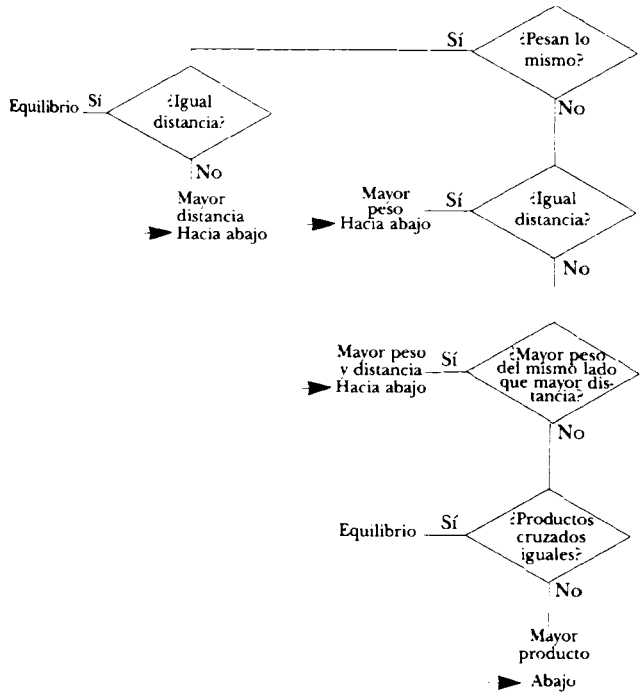 Sí
¿Pesan lo
mismo?
No
Equilibrio
Sí
¿Igual
distancia?
No
Mayor
distancia
Hacia abajo
Mayor
peso
Hacia abajo
Sí
¿Igual
distancia?
No
Mayor peso
y distancia
Hacia abajo
Sí
¿Mayor peso
del mismo lado
que mayor dis-
tancia?
No
Equilibrio
Sí
¿Productos
cruzados
iguales?
No
Mayor
producto
Abajo